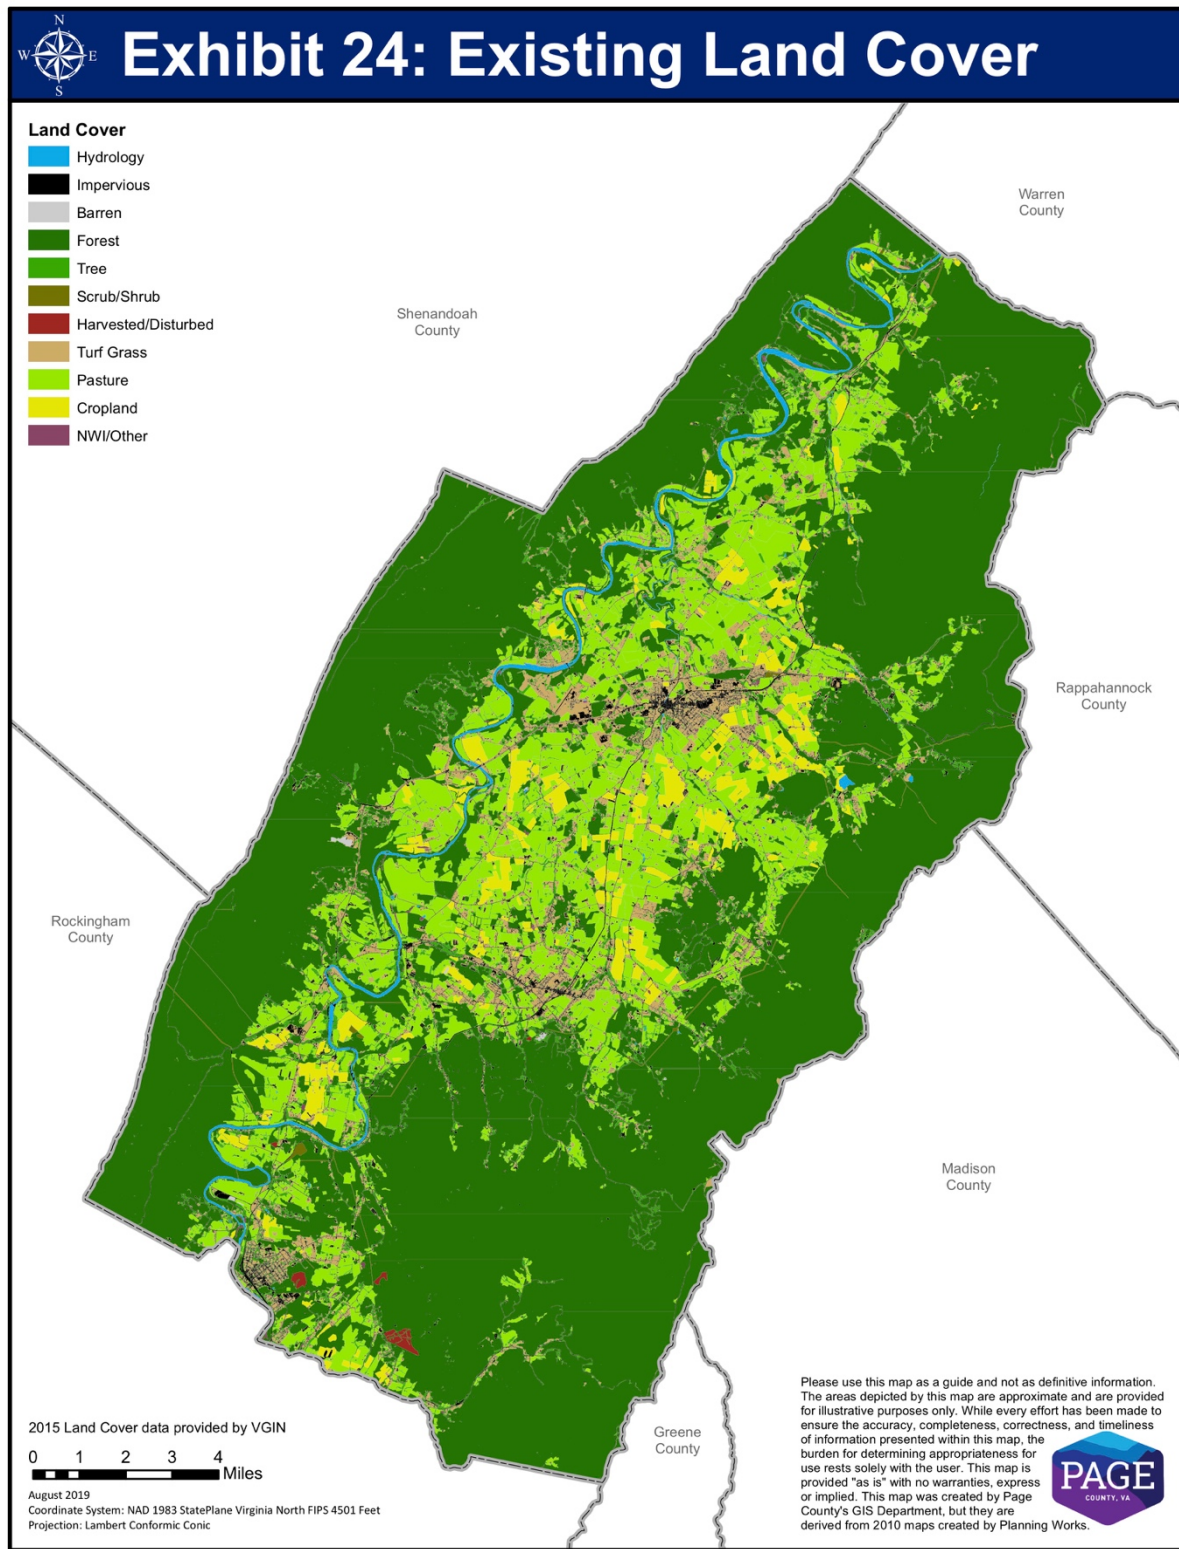 N
W E
S
Exhibit 24: Existing Land Cover
Land Cover
Hydrology
Impervious
Barren
Forest
Tree
Scrub/Shrub
Harvested/Disturbed
Turf Grass
Pasture
Cropland
NWI/Other
Warren
County
Shenandoah
County
Rappahannock
County
Rockingham
County
Madison
County
Greene
County
2015 Land Cover data provided by VGIN
0 1 2 3 4
Miles
August 2019
Coordinate System: NAD 1983 StatePlane Virginia North FIPS 4501 Feet
Projection: Lambert Conformic Conic
Please use this map as a guide and not as definitive information.
The areas depicted by this map are approximate and are provided
for illustrative purposes only. While every effort has been made to
ensure the accuracy, completeness, correctness, and timeliness
of information presented within this map, the
burden for determining appropriateness for
use rests solely with the user. This map is
provided "as is" with no warranties, express
or implied. This map was created by Page
County's GIS Department, but they are
derived from 2010 maps created by Planning Works.
PAGE
COUNTY, VA